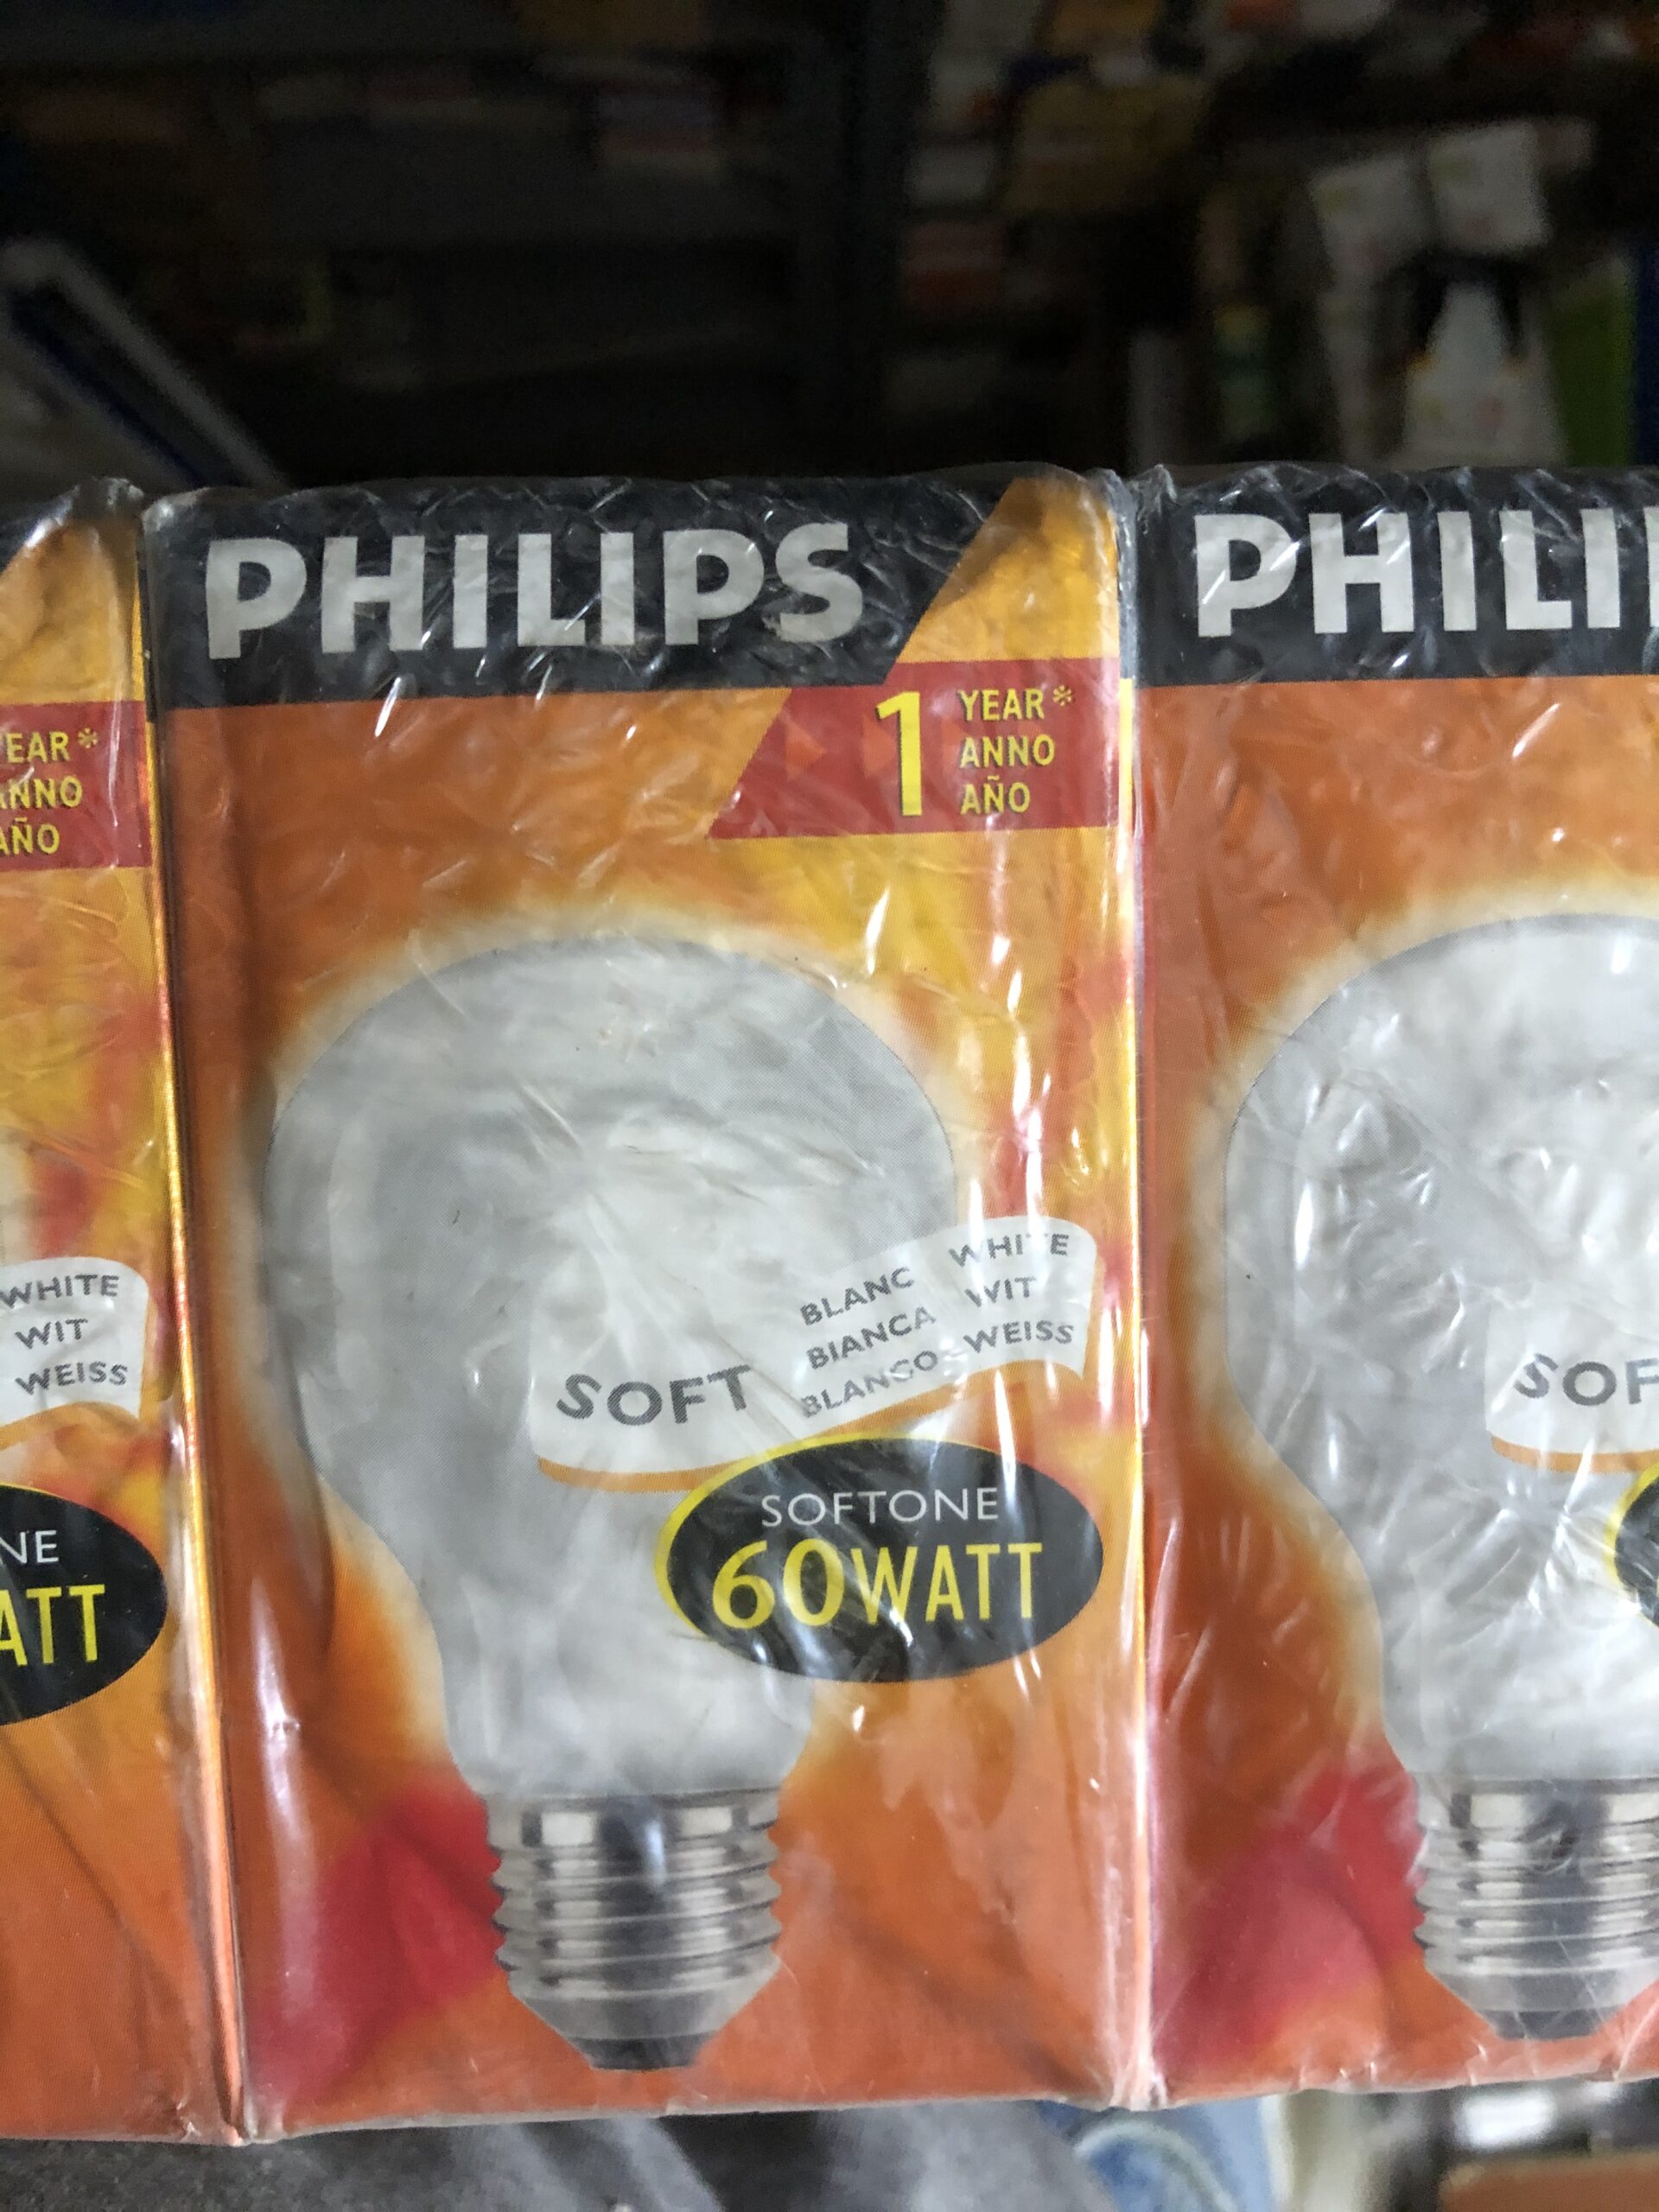 PHILIPS
1 YEAR*
ANNO
AÑO
BLANC WHITE
BIANCA WIT
BLANCO WEISS
SOFT
SOFTONE
60WATT
EAR*
ANNO
AÑO
WHITE
WIT
WEISS
NE
ATT
PHILI
SOF